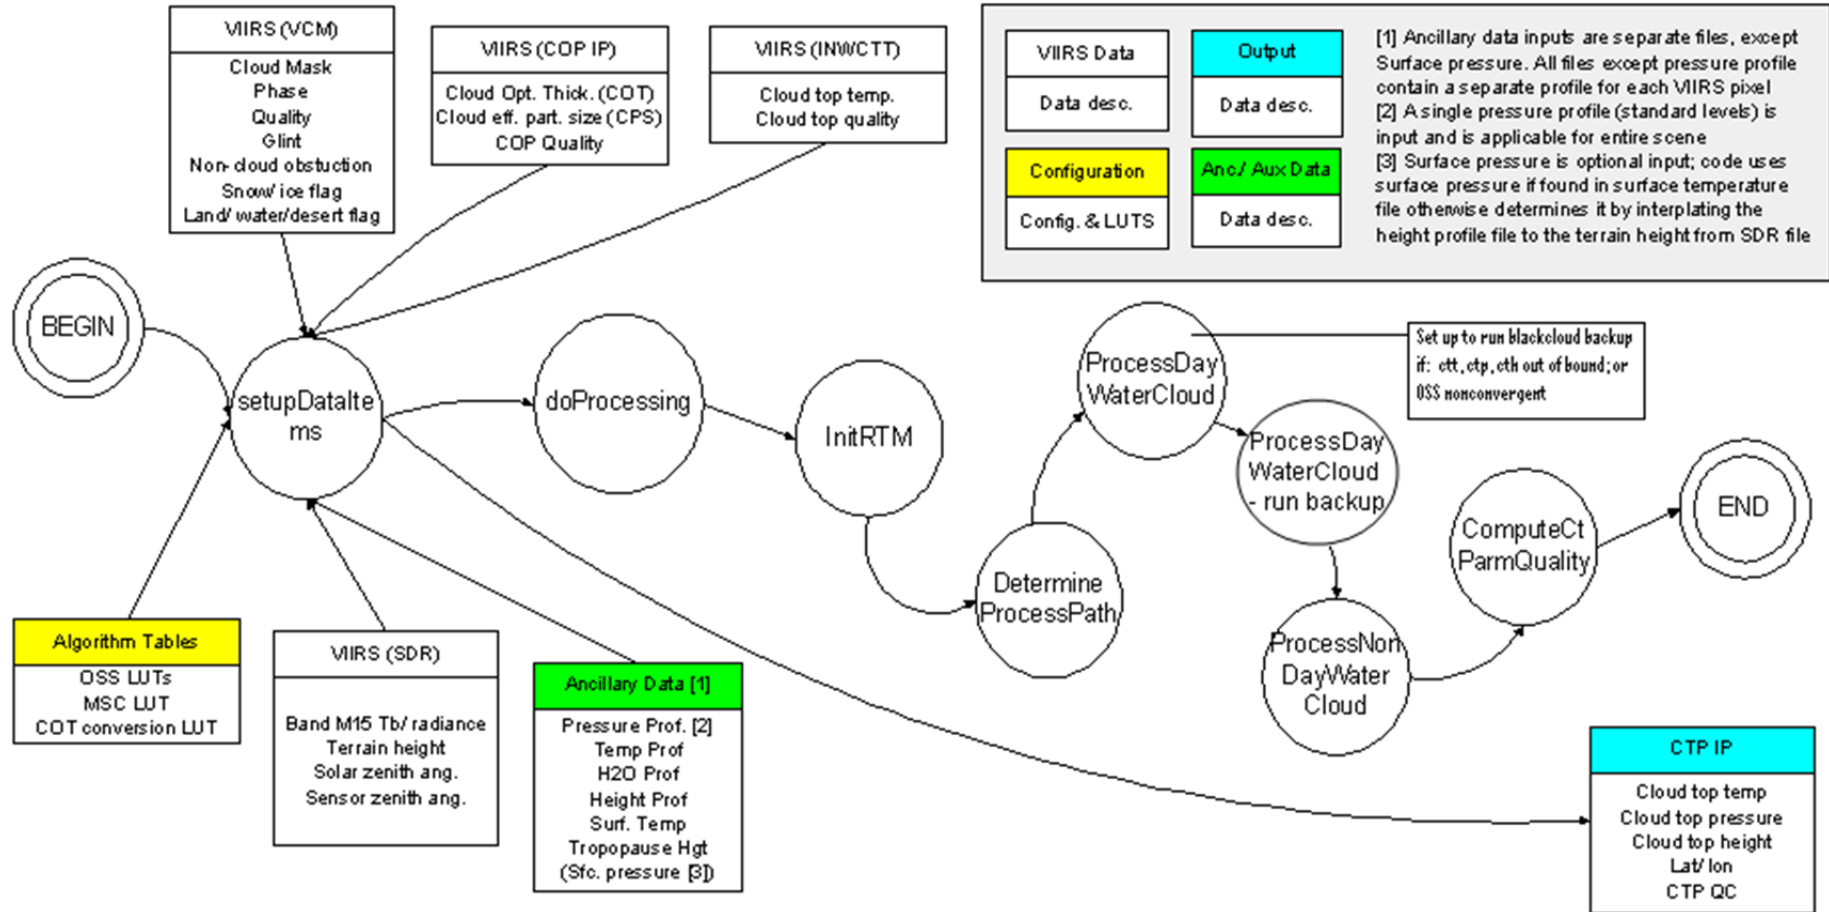 VIIRS (VCM)
Cloud Mask
Phase
Quality
Glint
Non-cloud obstuction
Snow/ ice flag
Land/ water/desert flag
VIIRS (COP IP)
Cloud Opt. Thick. (COT)
Cloud eff. part. size (CPS)
COP Quality
VIIRS (INWCTT)
Cloud top temp.
Cloud top quality
VIIRS Data
Data desc.
Output
Data desc.
Configuration
Config. & LUTS
Anc/ Aux Data
Data desc.
[1] Ancillary data inputs are separate files, except
Surface pressure. All files except pressure profile
contain a separate profile for each VIIRS pixel
[2] A single pressure profile (standard levels) is
input and is applicable for entire scene
[3] Surface pressure is optional input; code uses
surface pressure if found in surface temperature
file otherwise determines it by interplating the
height profile file to the terrain height from SDR file
BEGIN
setupDataIte
ms
doProcessing
InitRTM
Determine
ProcessPath
ProcessDay
WaterCloud
Set up to run blackcloud backup
if: ctt, ctp, cth out of bound; or
OSS nonconvergent
ProcessDay
WaterCloud
- run backup
ProcessNon
DayWater
Cloud
ComputeCt
ParmQuality
END
Algorithm Tables
OSS LUTs
MSC LUT
COT conversion LUT
VIIRS (SDR)
Band M15 Tb/ radiance
Terrain height
Solar zenith ang.
Sensor zenith ang.
Ancillary Data [1]
Pressure Prof. [2]
Temp Prof
H2O Prof
Height Prof
Surf. Temp
Tropopause Hgt
(Sfc. pressure [3])
CTP IP
Cloud top temp
Cloud top pressure
Cloud top height
Lat/ lon
CTP QC